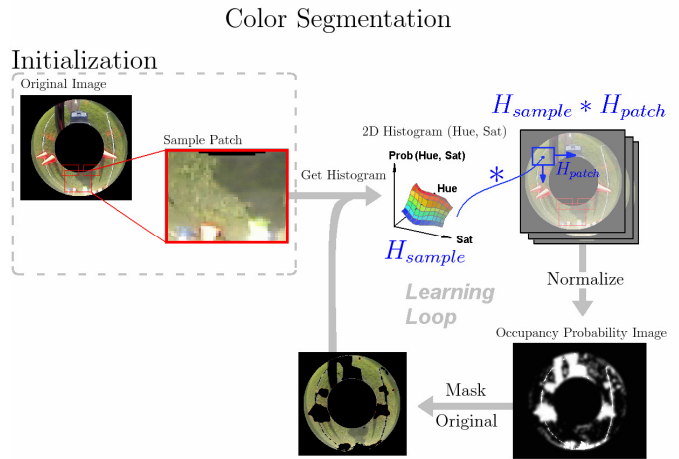 Color Segmentation
Initialization
Original Image
Sample Patch
Get Histogram
2D Histogram (Hue, Sat)
Prob (Hue, Sat)
Hue
Sat
H_sample
*
H_sample * H_patch
H_patch
Normalize
Learning
Loop
Occupancy Probability Image
Mask
Original